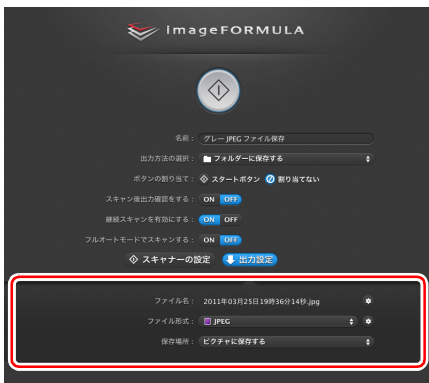 imageFORMULA
名前： グレー JPEG ファイル保存
出力方法の選択： フォルダーに保存する
ボタンの割り当て： スタートボタン 割り当てない
スキャン後出力確認をする： ON OFF
継続スキャンを有効にする： ON OFF
フルオートモードでスキャンする： ON OFF
スキャナーの設定 出力設定
ファイル名： 2011年03月25日19時36分14秒.jpg
ファイル形式： JPEG
保存場所： ピクチャに保存する